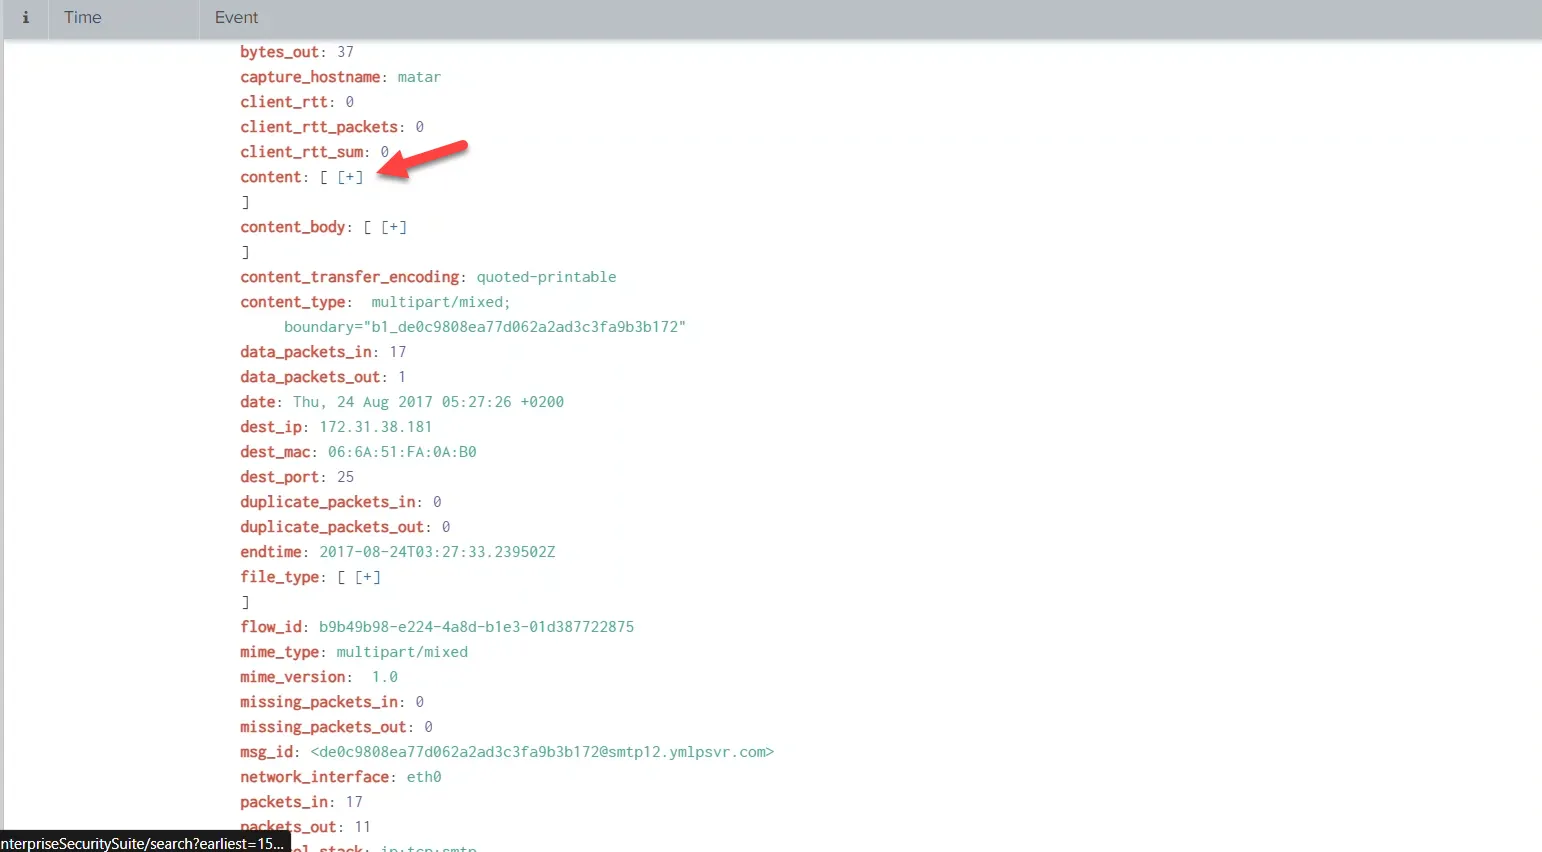 i Time Event
bytes_out: 37
capture_hostname: matar
client_rtt: 0
client_rtt_packets: 0
client_rtt_sum: 0
content: [ [+]
]
content_body: [ [+]
]
content_transfer_encoding: quoted-printable
content_type: multipart/mixed;
boundary="b1_de0c9808ea77d062a2ad3c3fa9b3b172"
data_packets_in: 17
data_packets_out: 1
date: Thu, 24 Aug 2017 05:27:26 +0200
dest_ip: 172.31.38.181
dest_mac: 06:6A:51:FA:0A:B0
dest_port: 25
duplicate_packets_in: 0
duplicate_packets_out: 0
endtime: 2017-08-24T03:27:33.239502Z
file_type: [ [+]
]
flow_id: b9b49b98-e224-4a8d-b1e3-01d387722875
mime_type: multipart/mixed
mime_version: 1.0
missing_packets_in: 0
missing_packets_out: 0
msg_id: <de0c9808ea77d062a2ad3c3fa9b3b172@smtp12.ymlpsvr.com>
network_interface: eth0
packets_in: 17
packets_out: 11
nterpriseSecuritySuite/search?earliest=15...
ol_stack: ip:tcp:smtp